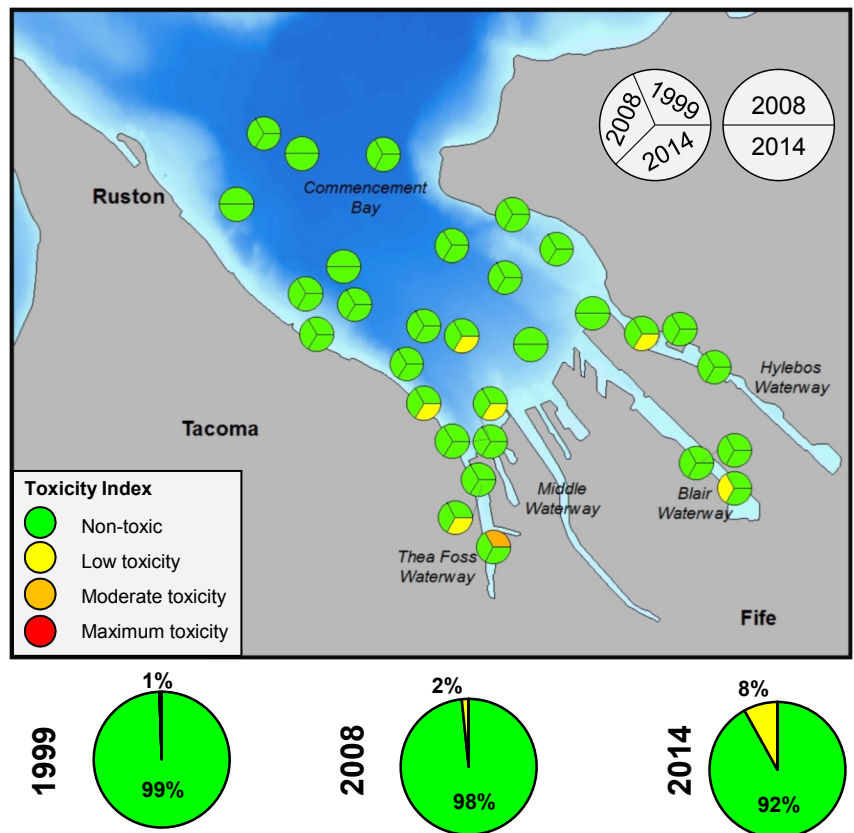 2008
1999
2014
2008
2014
Commencement
Bay
Ruston
Hylebos
Waterway
Tacoma
Toxicity Index
Non-toxic
Low toxicity
Moderate toxicity
Maximum toxicity
Middle
Waterway
Blair
Waterway
Thea Foss
Waterway
Fife
1999
1%
99%
2008
2%
98%
2014
8%
92%